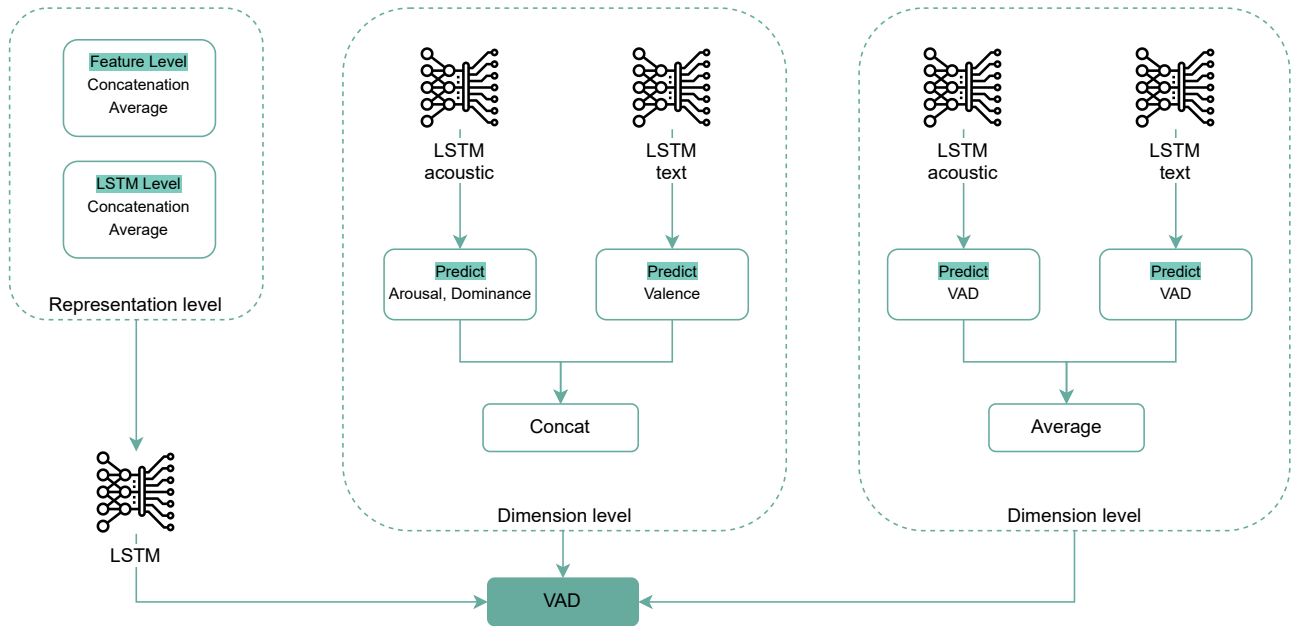 Feature Level
Concatenation
Average
LSTM Level
Concatenation
Average
Representation level
LSTM
LSTM
acoustic
LSTM
text
Predict
Arousal, Dominance
Predict
Valence
Concat
Dimension level
LSTM
acoustic
LSTM
text
Predict
VAD
Predict
VAD
Average
Dimension level
VAD